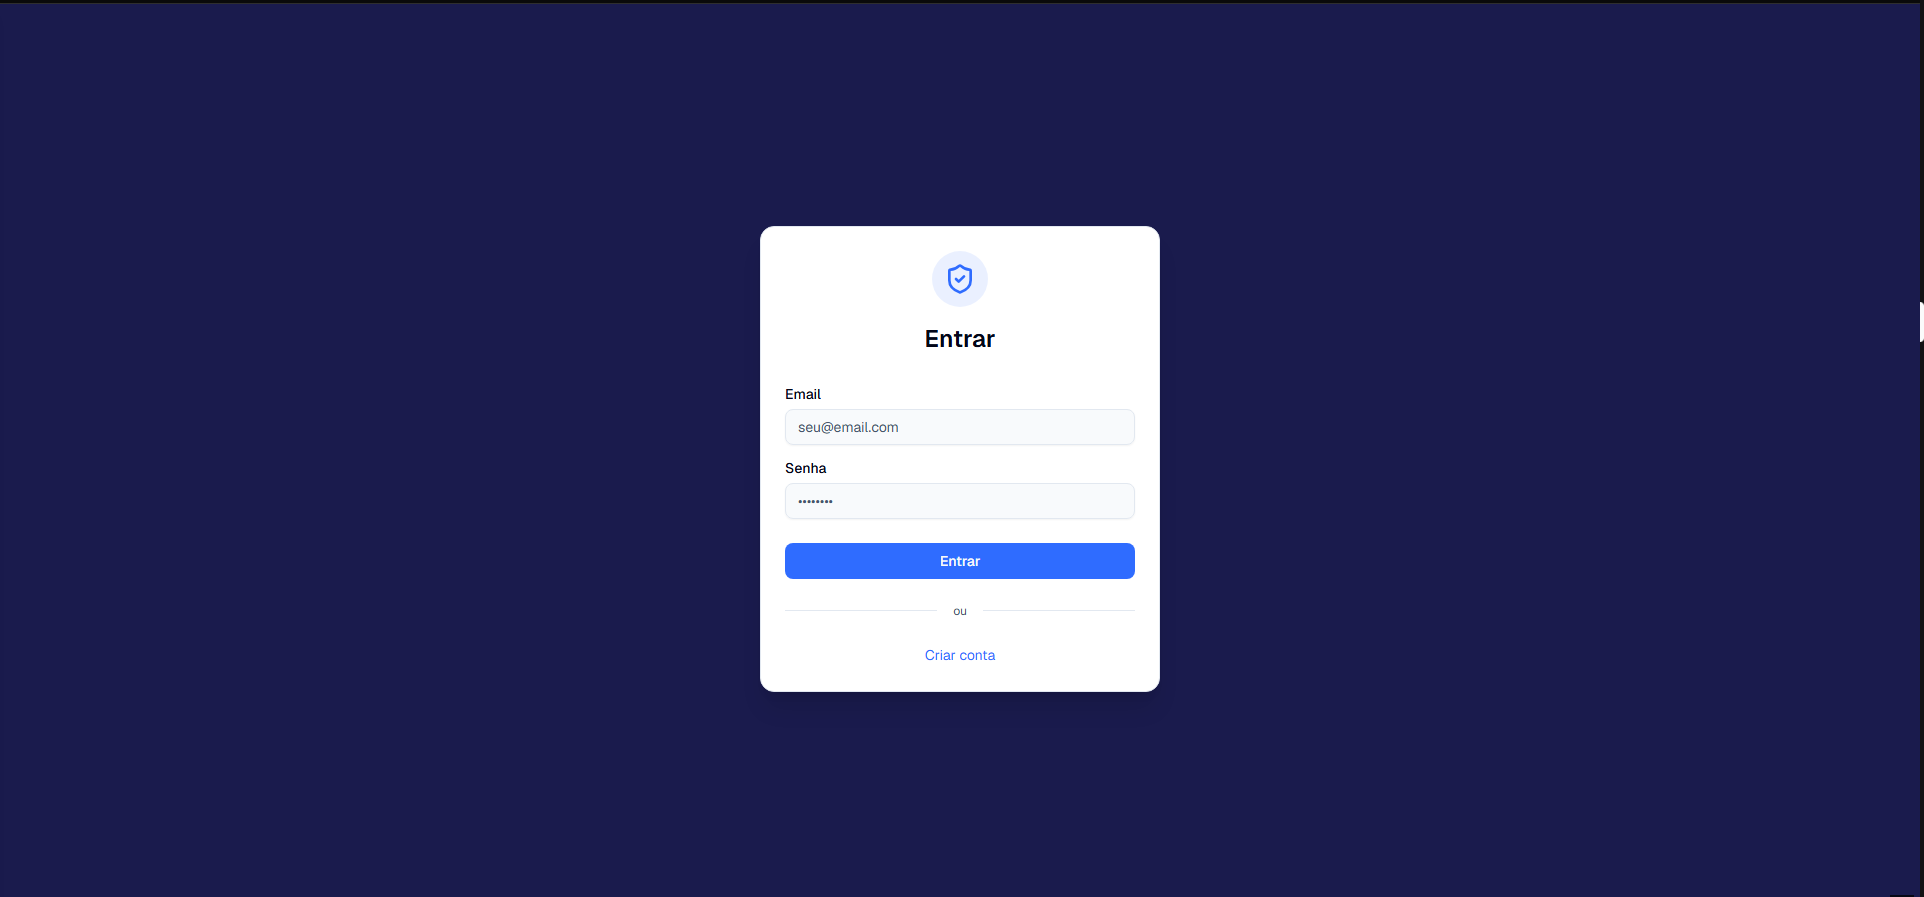 Entrar
Email
seu@email.com
Senha
••••••••
Entrar
ou
Criar conta